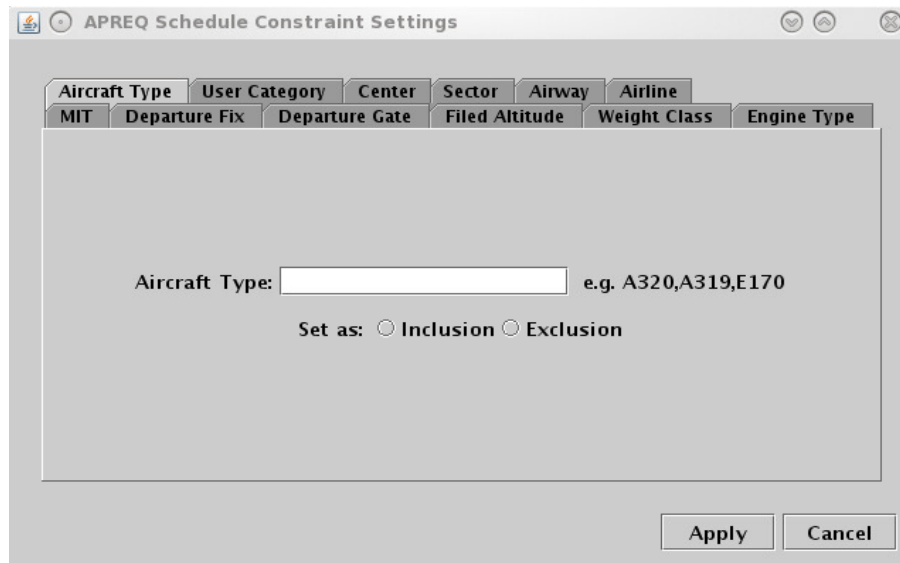 APREQ Schedule Constraint Settings
Aircraft Type User Category Center Sector Airway Airline
MIT Departure Fix Departure Gate Filed Altitude Weight Class Engine Type
Aircraft Type: e.g. A320,A319,E170
Set as: Inclusion Exclusion
Apply Cancel